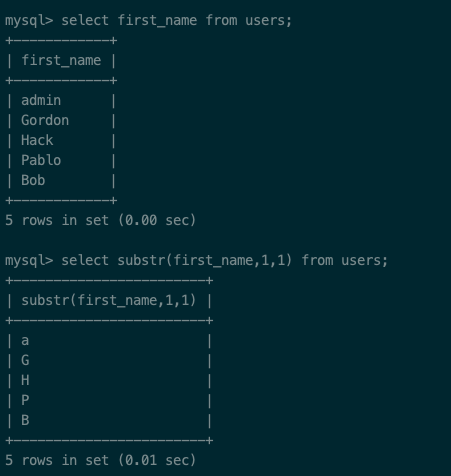 mysql> select first_name from users;
+------------+
| first_name |
+------------+
| admin      |
| Gordon     |
| Hack       |
| Pablo      |
| Bob        |
+------------+
5 rows in set (0.00 sec)

mysql> select substr(first_name,1,1) from users;
+------------------------+
| substr(first_name,1,1) |
+------------------------+
| a                      |
| G                      |
| H                      |
| P                      |
| B                      |
+------------------------+
5 rows in set (0.01 sec)